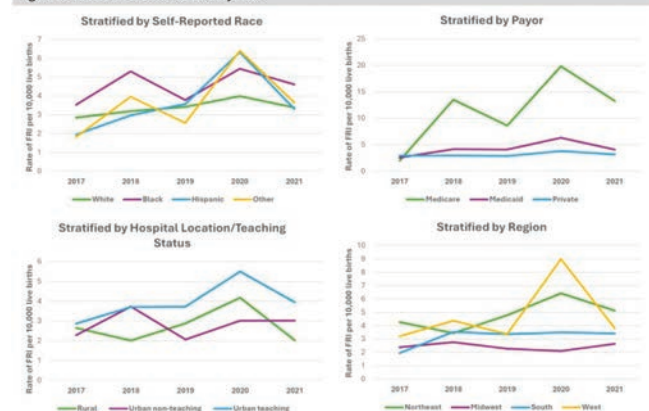 Stratified by Self-Reported Race
Rate of FRI per 10,000 live births
7
6
5
4
3
2
1
0
2017 2018 2019 2020 2021
White Black Hispanic Other
Stratified by Payor
Rate of FRI per 10,000 live births
25
20
15
10
5
0
2017 2018 2019 2020 2021
Medicare Medicaid Private
Stratified by Hospital Location/Teaching
Status
Rate of FRI per 10,000 live births
6
5
4
3
2
1
0
2017 2018 2019 2020 2021
Rural Urban non-teaching Urban teaching
Stratified by Region
Rate of FRI per 10,000 live births
10
9
8
7
6
5
4
3
2
1
0
2017 2018 2019 2020 2021
Northeast Midwest South West